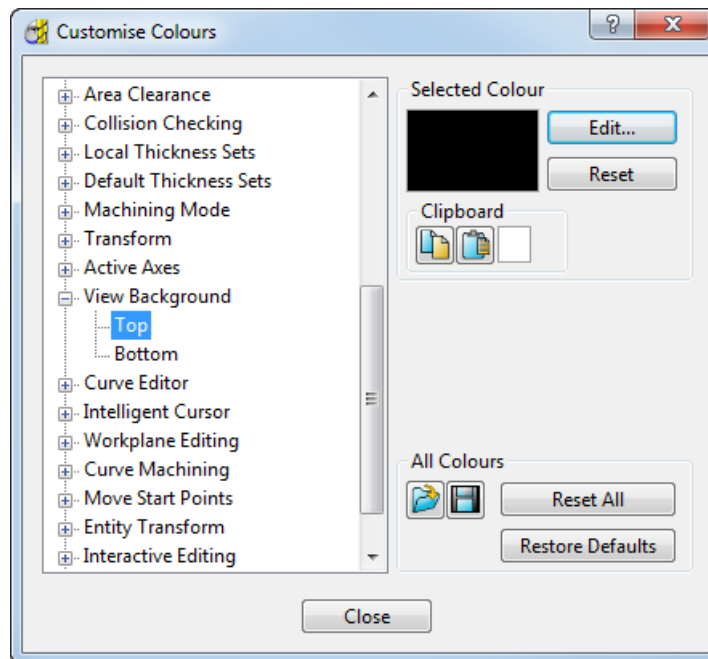 Customise Colours
Area Clearance
Collision Checking
Local Thickness Sets
Default Thickness Sets
Machining Mode
Transform
Active Axes
View Background
Top
Bottom
Curve Editor
Intelligent Cursor
Workplane Editing
Curve Machining
Move Start Points
Entity Transform
Interactive Editing
Selected Colour
Edit...
Reset
Clipboard
All Colours
Reset All
Restore Defaults
Close